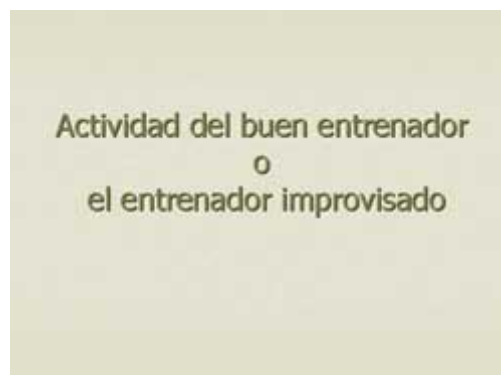 Actividad del buen entrenador
o
el entrenador improvisado